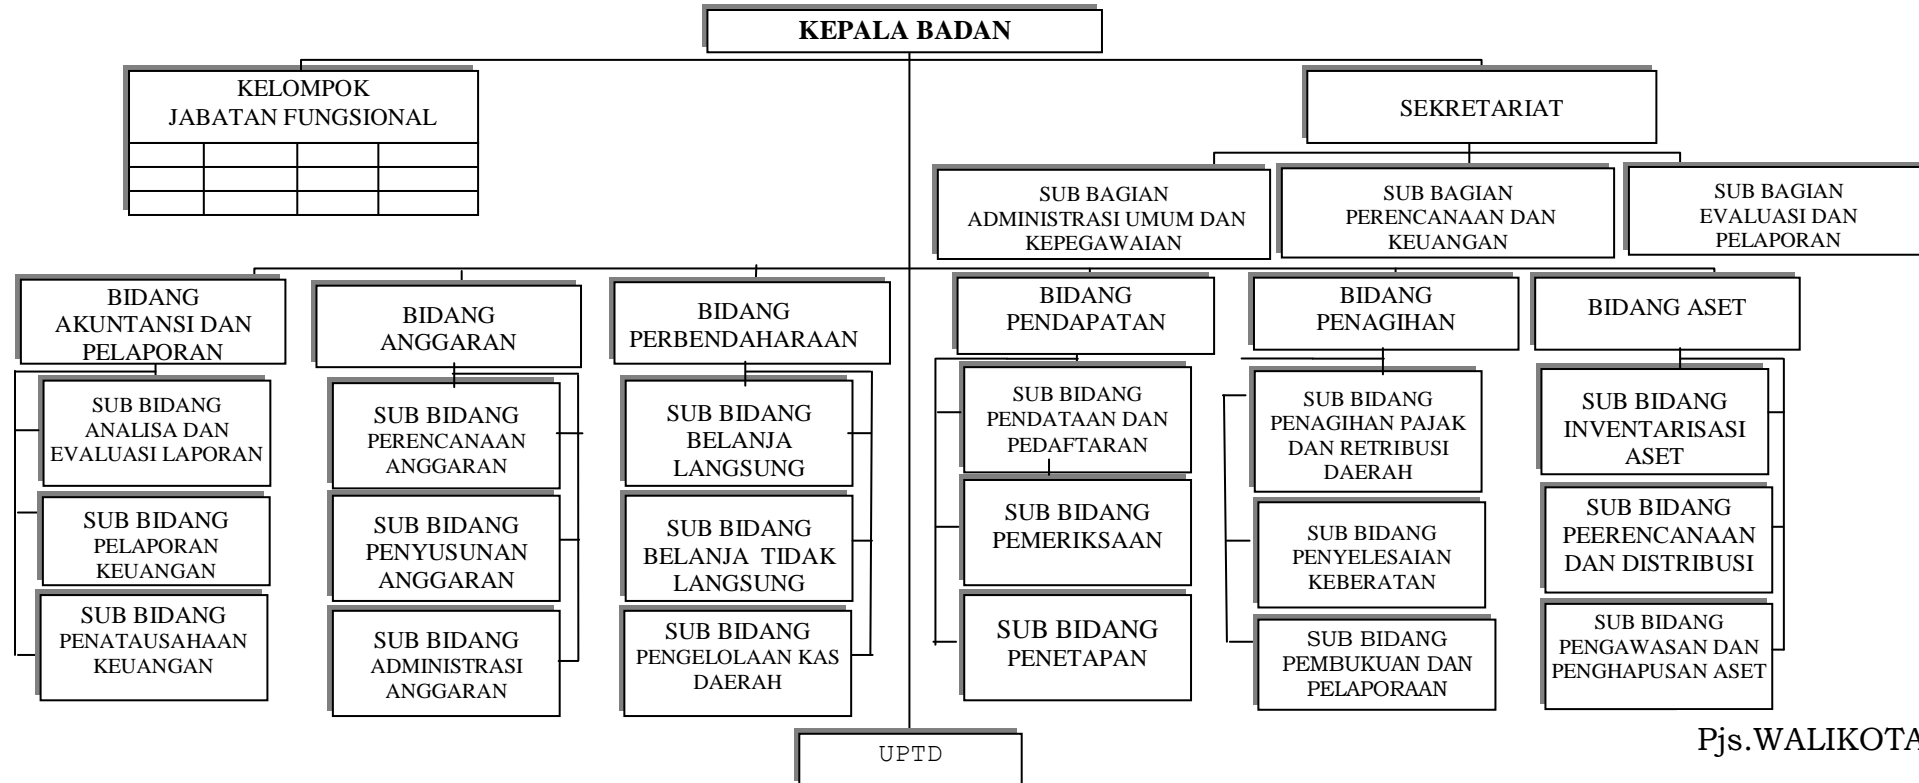 KEPALA BADAN
KELOMPOK
JABATAN FUNGSIONAL
SEKRETARIAT
SUB BAGIAN
ADMINISTRASI UMUM DAN
KEPEGAWAIAN
SUB BAGIAN
PERENCANAAN DAN
KEUANGAN
SUB BAGIAN
EVALUASI DAN
PELAPORAN
BIDANG
AKUNTANSI DAN
PELAPORAN
BIDANG
ANGGARAN
BIDANG
PERBENDAHARAAN
BIDANG
PENDAPATAN
BIDANG
PENAGIHAN
BIDANG ASET
SUB BIDANG
ANALISA DAN
EVALUASI LAPORAN
SUB BIDANG
PELAPORAN
KEUANGAN
SUB BIDANG
PENATAUSAHAAN
KEUANGAN
SUB BIDANG
PERENCANAAN
ANGGARAN
SUB BIDANG
PENYUSUNAN
ANGGARAN
SUB BIDANG
ADMINISTRASI
ANGGARAN
SUB BIDANG
BELANJA
LANGSUNG
SUB BIDANG
BELANJA TIDAK
LANGSUNG
SUB BIDANG
PENGELOLAAN KAS
DAERAH
SUB BIDANG
PENDATAAN DAN
PEDAFTARAN
SUB BIDANG
PEMERIKSAAN
SUB BIDANG
PENETAPAN
SUB BIDANG
PENAGIHAN PAJAK
DAN RETRIBUSI
DAERAH
SUB BIDANG
PENYELESAIAN
KEBERATAN
SUB BIDANG
PEMBUKUAN DAN
PELAPORAAN
SUB BIDANG
INVENTARISASI
ASET
SUB BIDANG
PEERENCANAAN
DAN DISTRIBUSI
SUB BIDANG
PENGAWASAN DAN
PENGHAPUSAN ASET
UPTD
Pjs.WALIKOTA